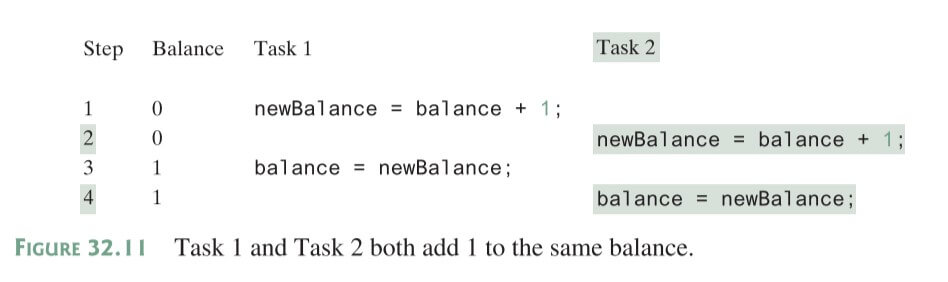 Step Balance Task 1 Task 2
1 0 newBalance = balance + 1;
2 0 newBalance = balance + 1;
3 1 balance = newBalance;
4 1 balance = newBalance;
FIGURE 32.11 Task 1 and Task 2 both add 1 to the same balance.